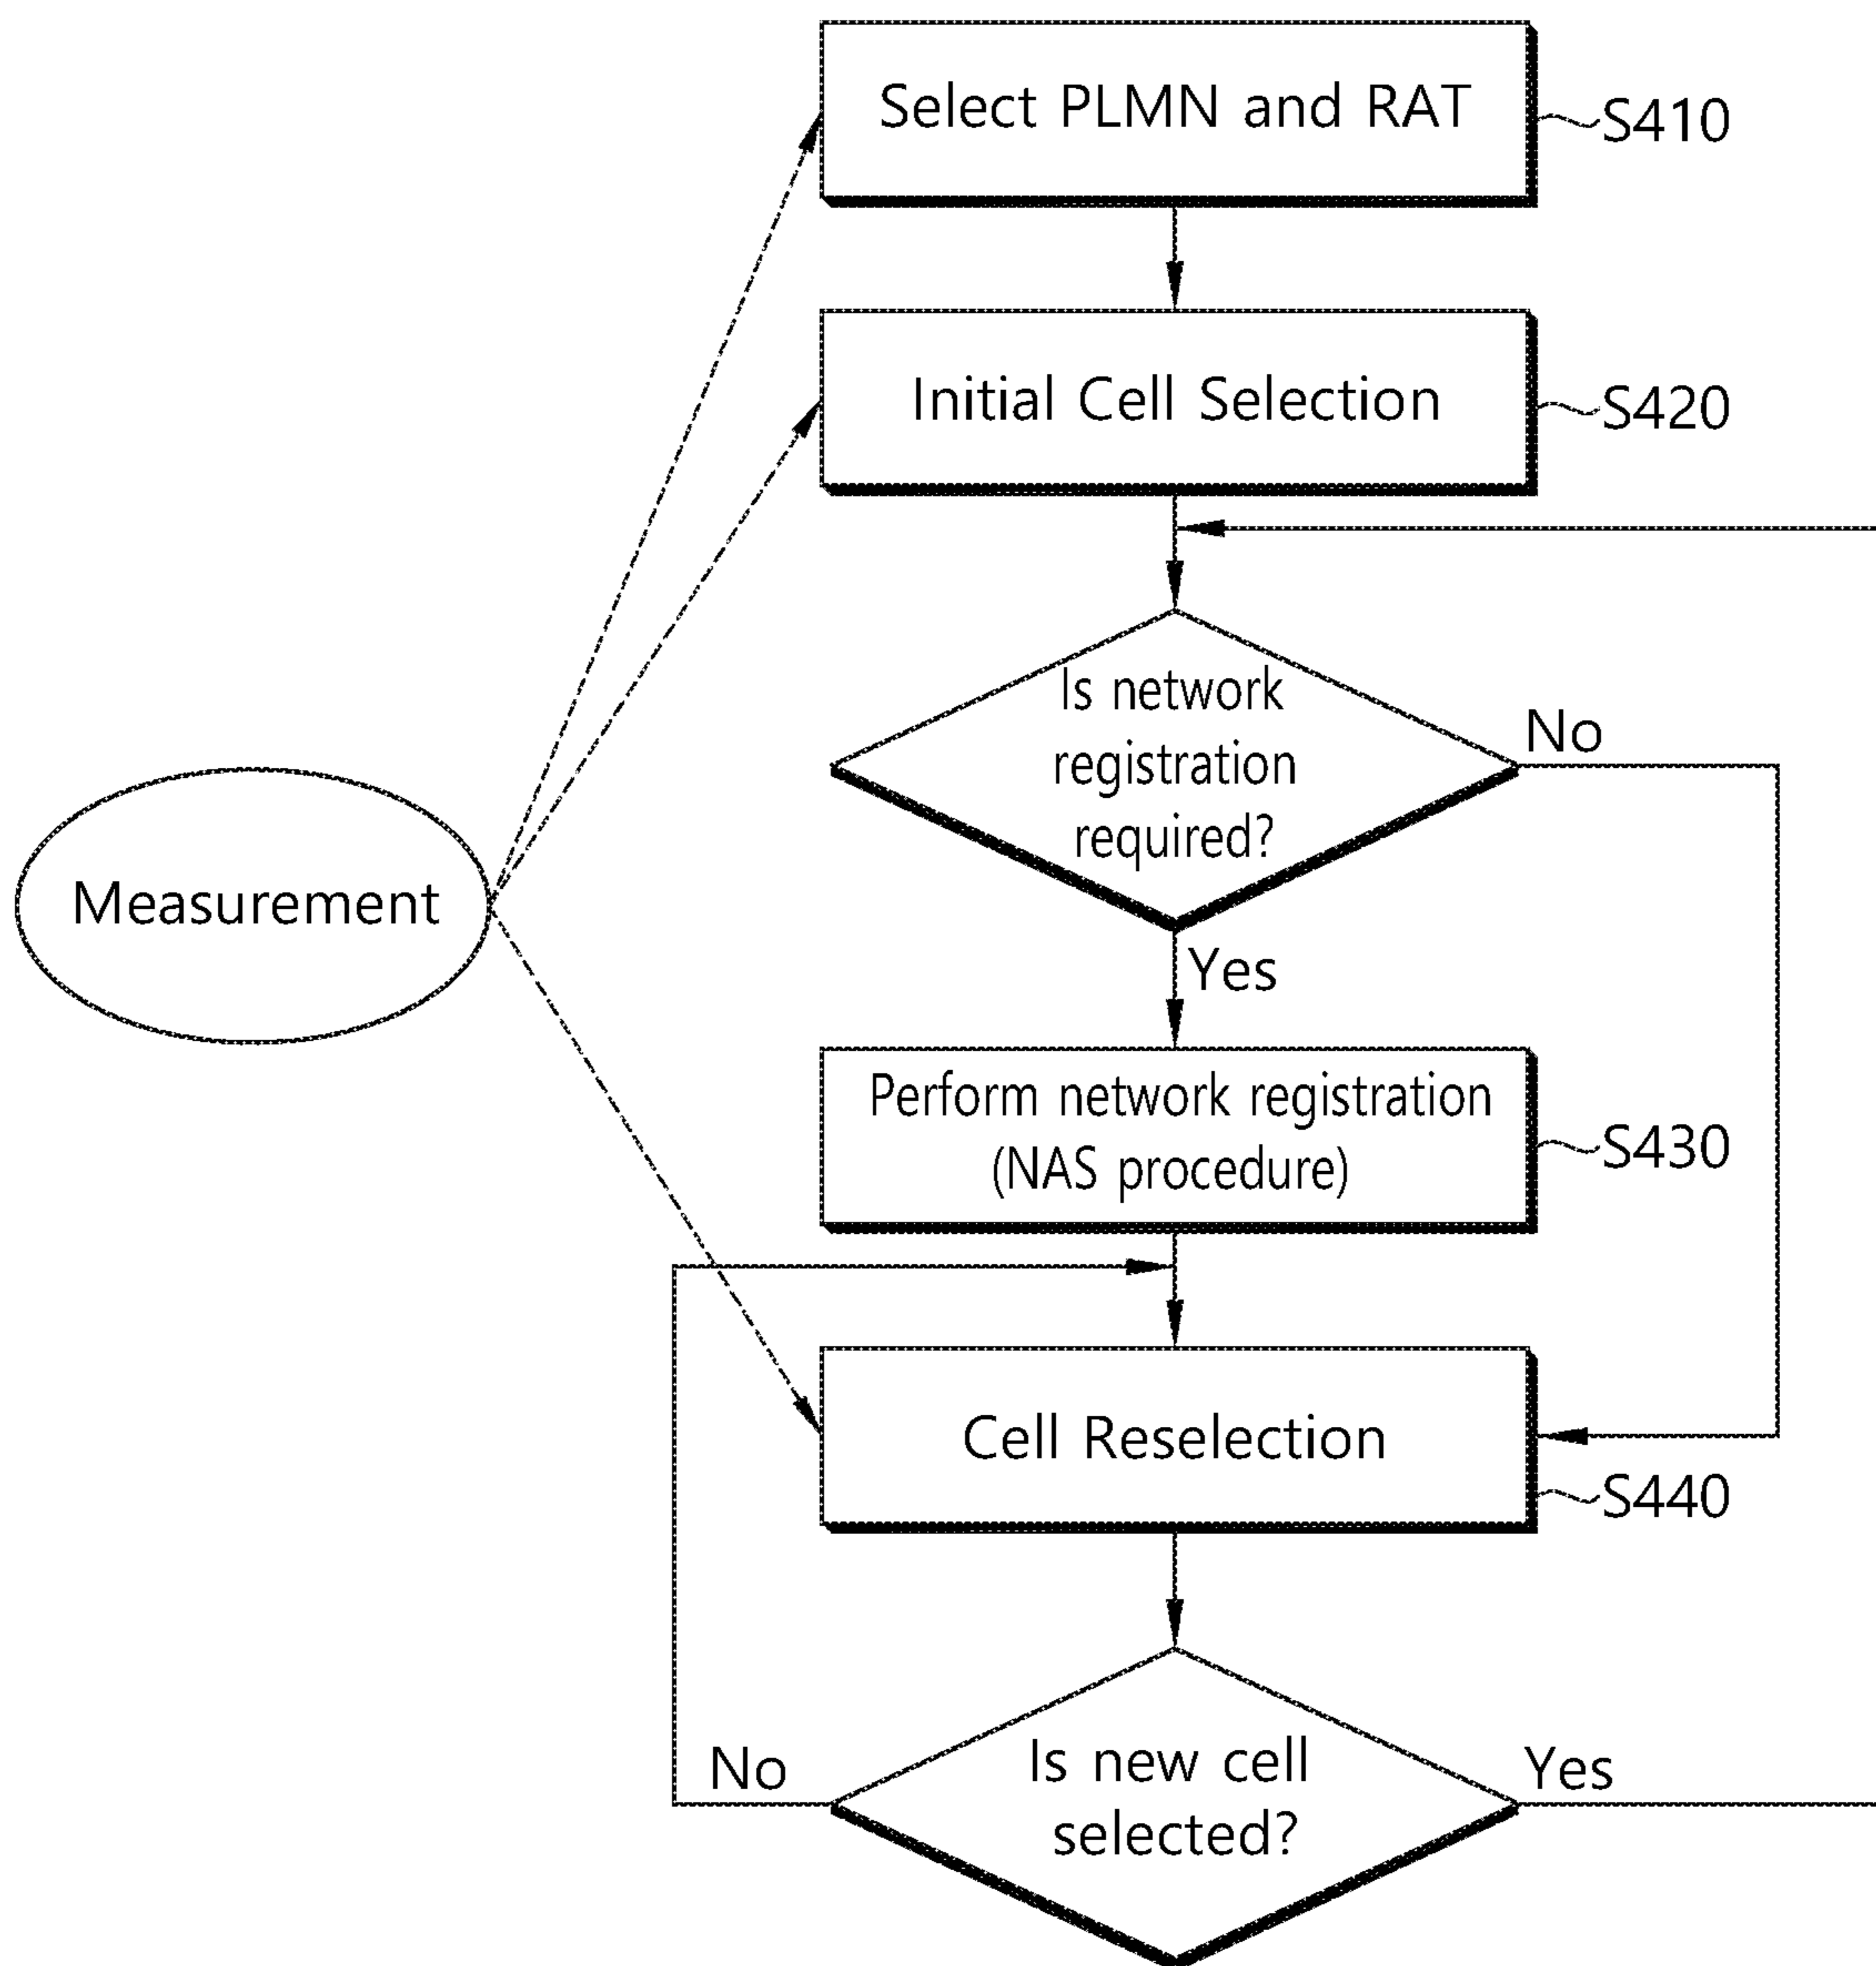 Select PLMN and RAT
S410
Initial Cell Selection
S420
Is network
registration
required?
No
Measurement
Yes
Perform network registration
(NAS procedure)
S430
Cell Reselection
S440
No
Is new cell
selected?
Yes